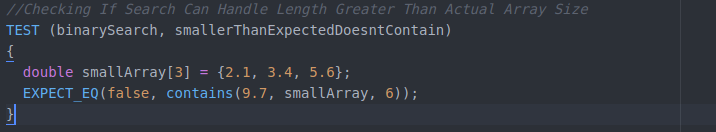 //Checking If Search Can Handle Length Greater Than Actual Array Size
TEST (binarySearch, smallerThanExpectedDoesntContain)
{
  double smallArray[3] = {2.1, 3.4, 5.6};
  EXPECT_EQ(false, contains(9.7, smallArray, 6));
}